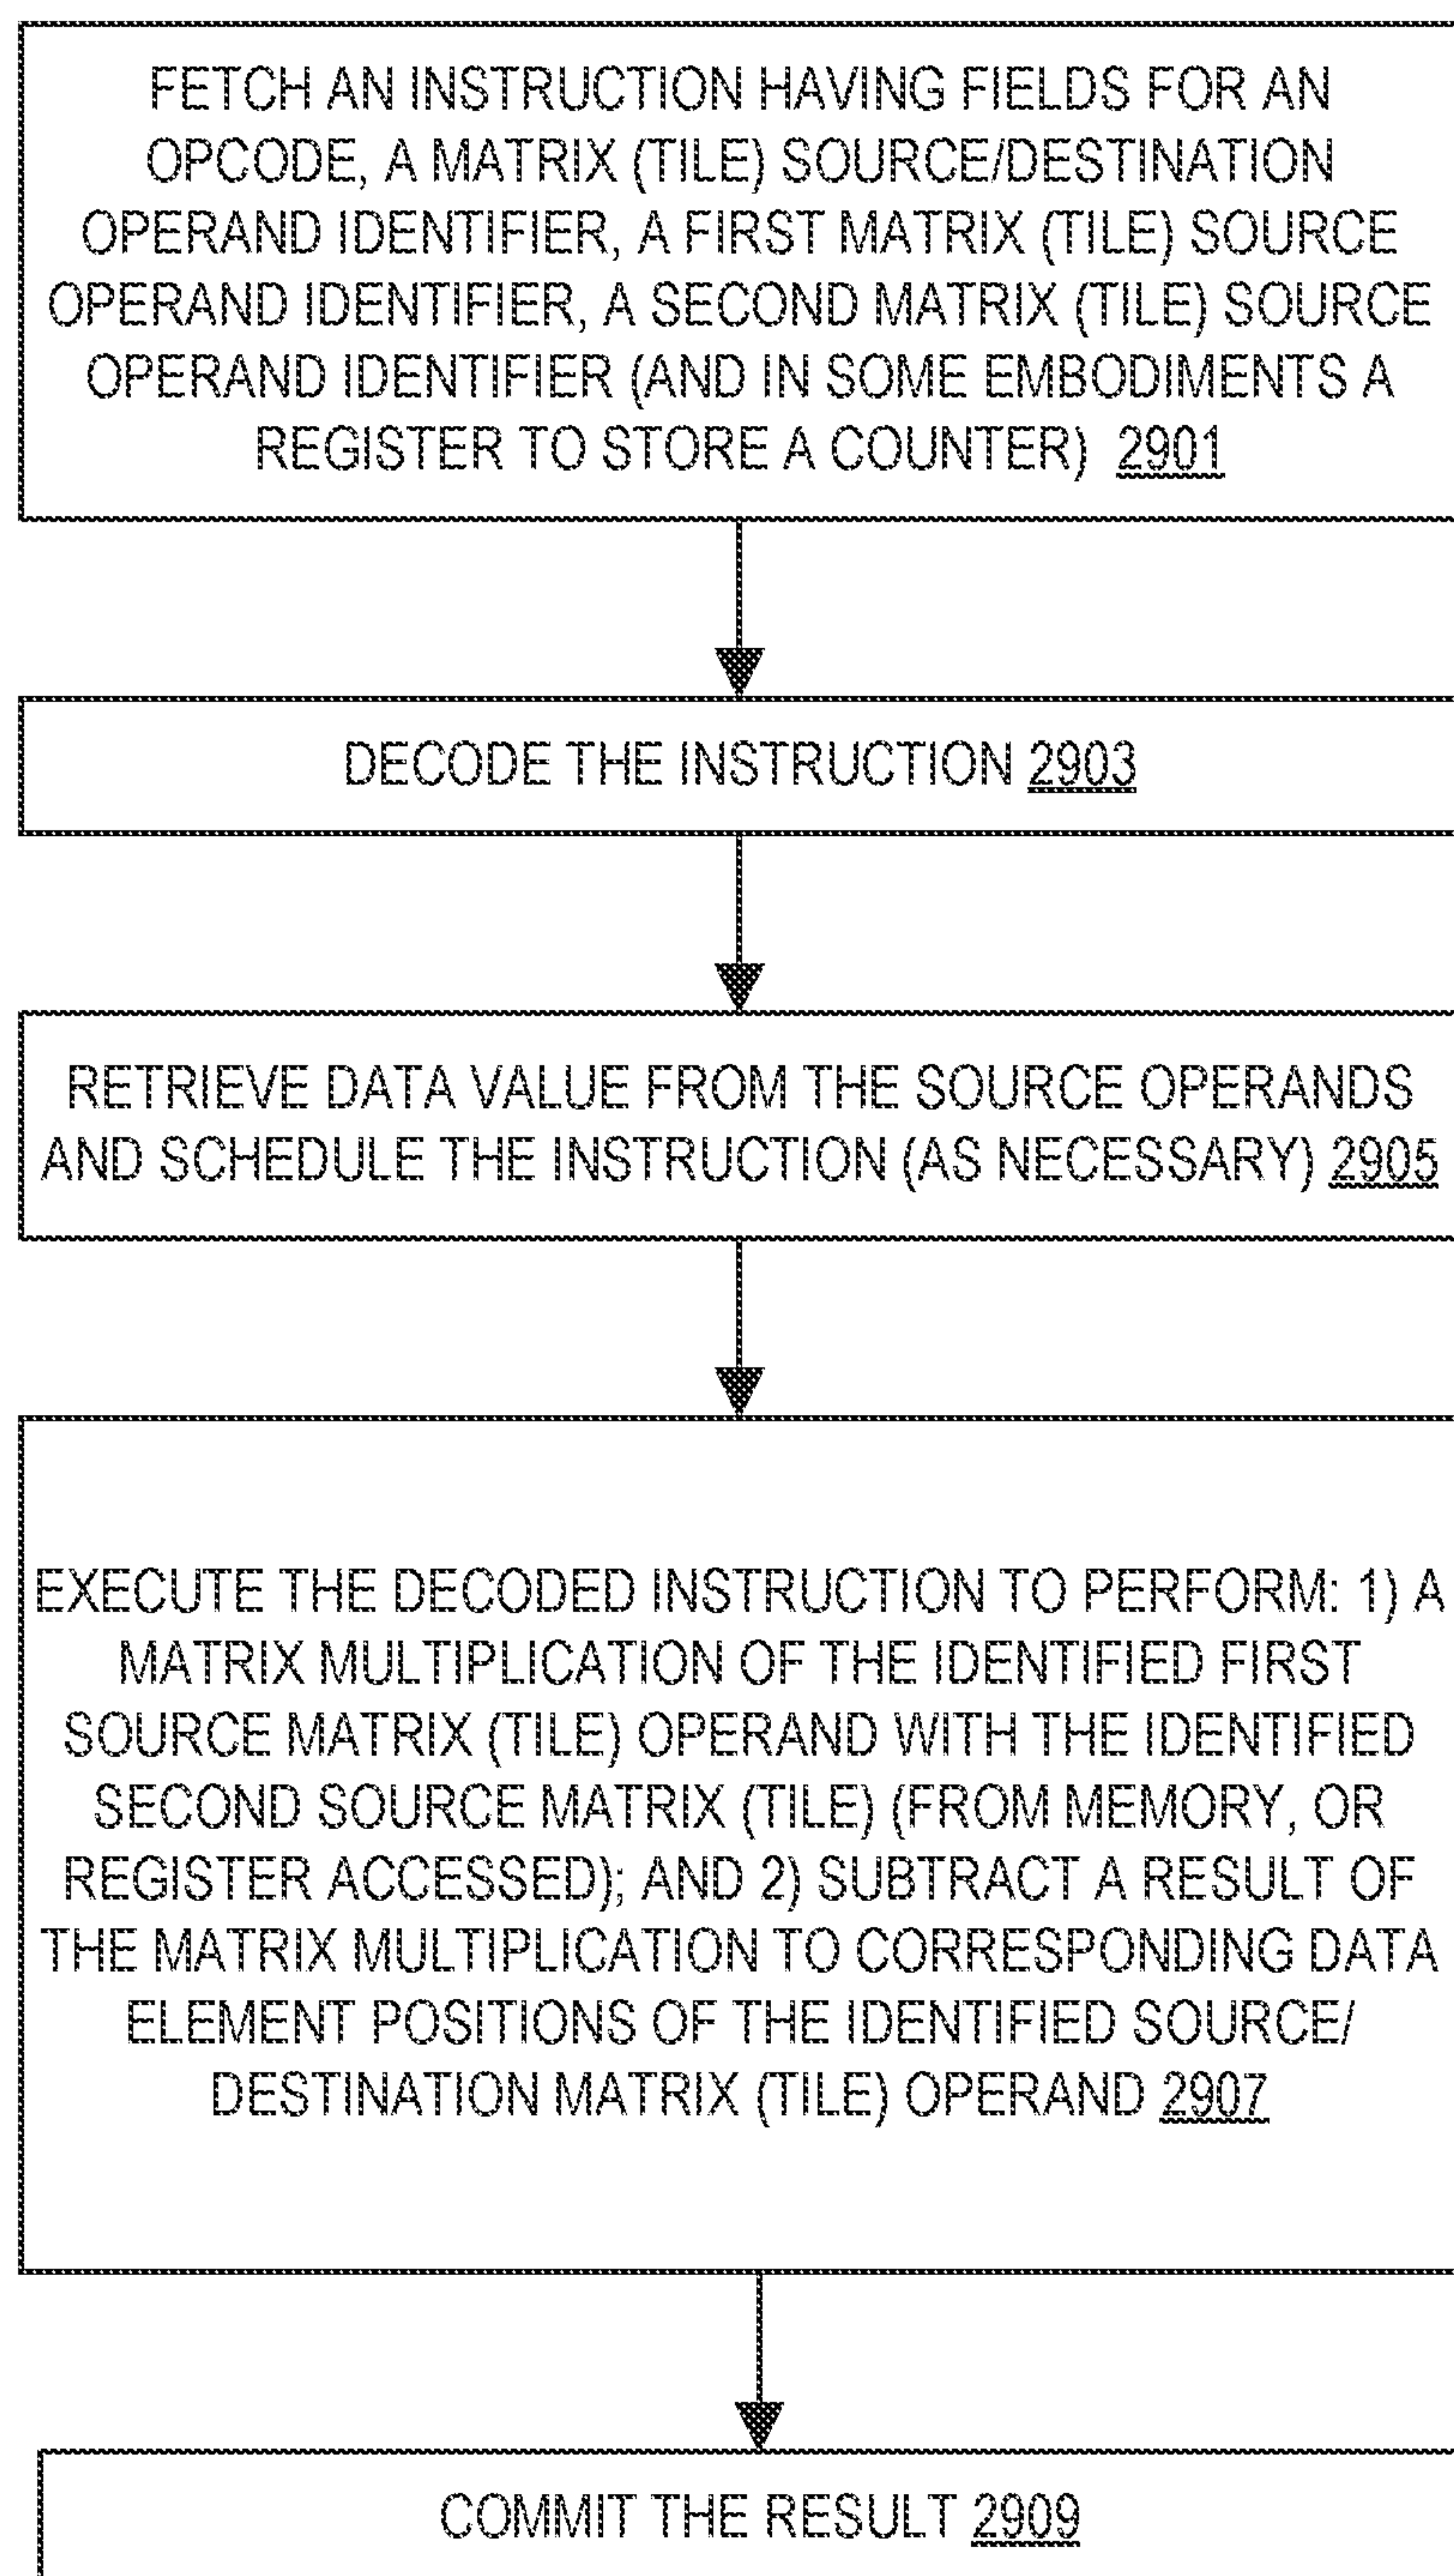 FETCH AN INSTRUCTION HAVING FIELDS FOR AN
OPCODE, A MATRIX (TILE) SOURCE/DESTINATION
OPERAND IDENTIFIER, A FIRST MATRIX (TILE) SOURCE
OPERAND IDENTIFIER, A SECOND MATRIX (TILE) SOURCE
OPERAND IDENTIFIER (AND IN SOME EMBODIMENTS A
REGISTER TO STORE A COUNTER) 2901
DECODE THE INSTRUCTION 2903
RETRIEVE DATA VALUE FROM THE SOURCE OPERANDS
AND SCHEDULE THE INSTRUCTION (AS NECESSARY) 2905
EXECUTE THE DECODED INSTRUCTION TO PERFORM: 1) A
MATRIX MULTIPLICATION OF THE IDENTIFIED FIRST
SOURCE MATRIX (TILE) OPERAND WITH THE IDENTIFIED
SECOND SOURCE MATRIX (TILE) (FROM MEMORY, OR
REGISTER ACCESSED); AND 2) SUBTRACT A RESULT OF
THE MATRIX MULTIPLICATION TO CORRESPONDING DATA
ELEMENT POSITIONS OF THE IDENTIFIED SOURCE/
DESTINATION MATRIX (TILE) OPERAND 2907
COMMIT THE RESULT 2909